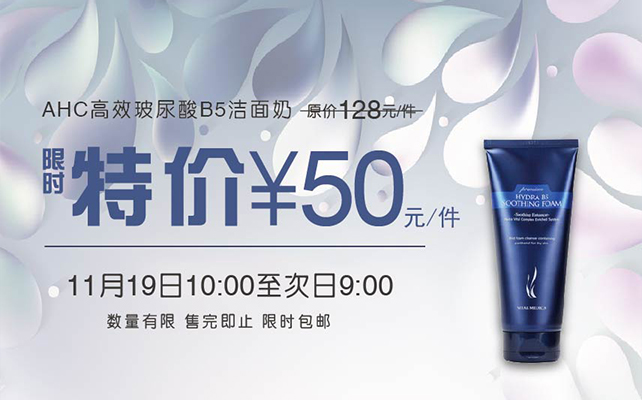 AHC高效玻尿酸B5洁面奶 原价128元/件
限时 特价¥50元/件
11月19日10:00至次日9:00
数量有限 售完即止 限时包邮
Premium
HYDRA B5
SOOTHING FOAM